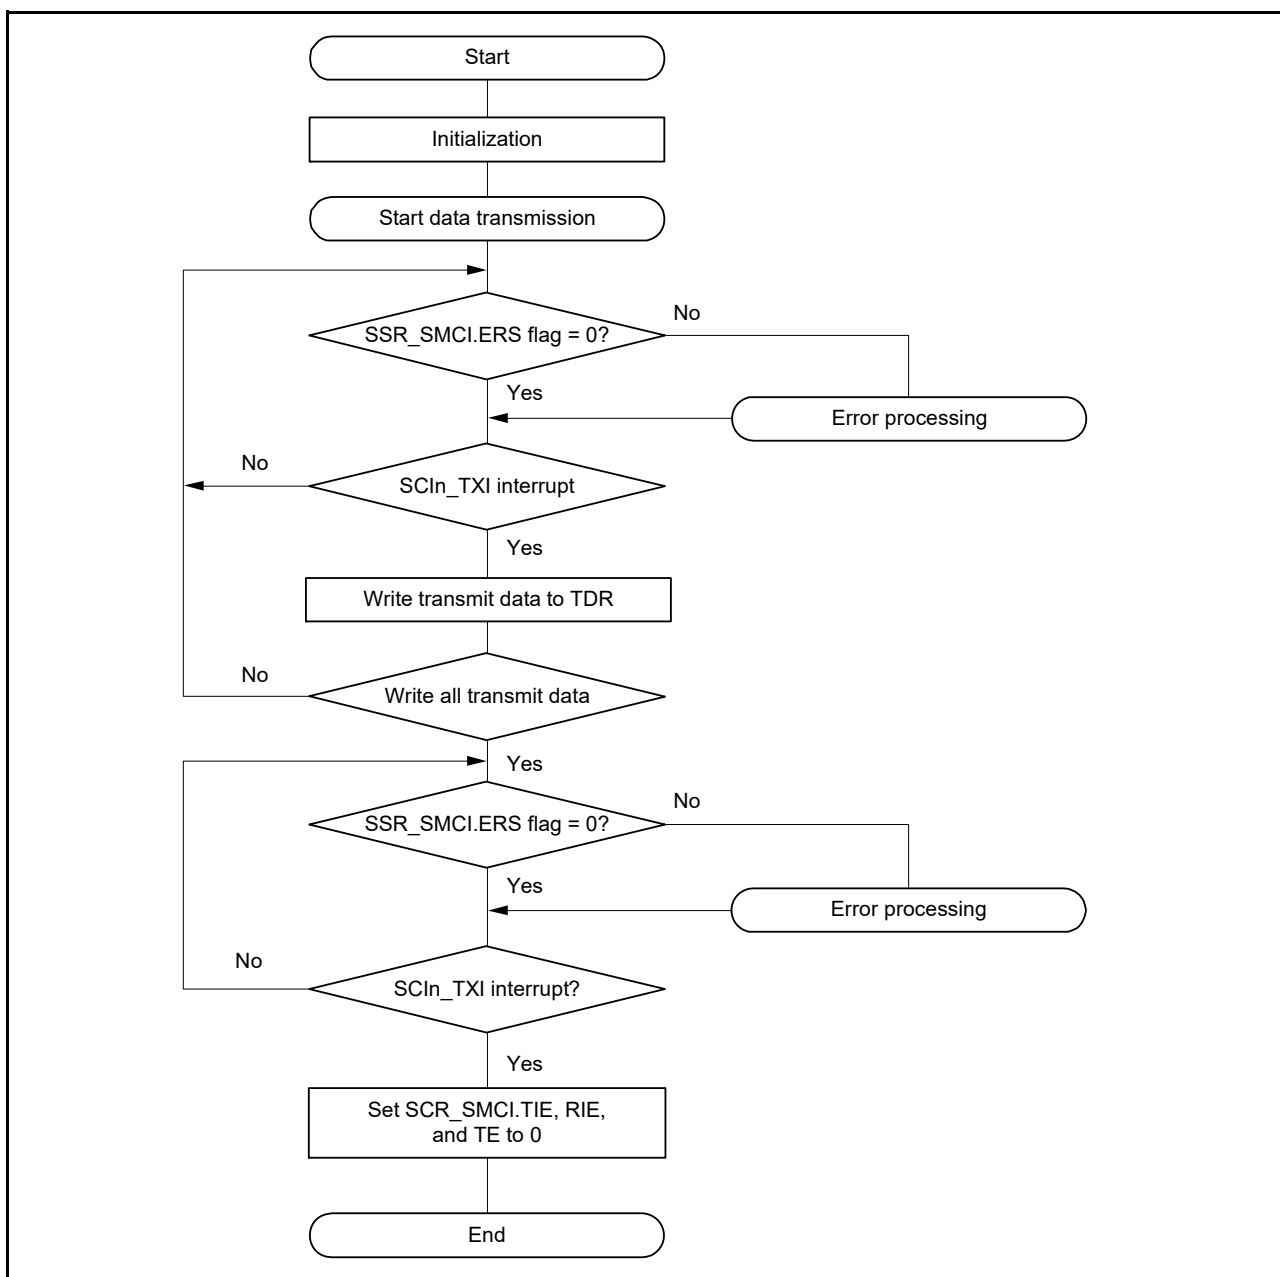 Start
Initialization
Start data transmission
SSR_SMCI.ERS flag = 0?
No
Yes
Error processing
No
SCIn_TXI interrupt
Yes
Write transmit data to TDR
No
Write all transmit data
Yes
SSR_SMCI.ERS flag = 0?
No
Yes
Error processing
No
SCIn_TXI interrupt?
Yes
Set SCR_SMCI.TIE, RIE,
and TE to 0
End